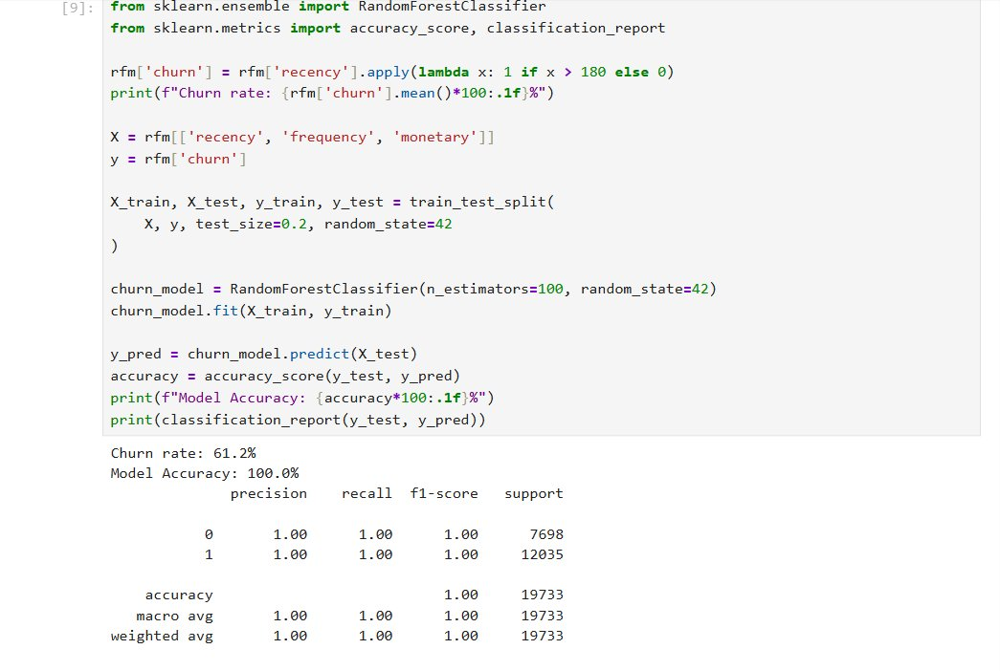 [9]: from sklearn.ensemble import RandomForestClassifier
from sklearn.metrics import accuracy_score, classification_report
rfm['churn'] = rfm['recency'].apply(lambda x: 1 if x > 180 else 0)
print(f"Churn rate: {rfm['churn'].mean()*100:.1f}%")
X = rfm[['recency', 'frequency', 'monetary']]
y = rfm['churn']
X_train, X_test, y_train, y_test = train_test_split(
    X, y, test_size=0.2, random_state=42
)
churn_model = RandomForestClassifier(n_estimators=100, random_state=42)
churn_model.fit(X_train, y_train)
y_pred = churn_model.predict(X_test)
accuracy = accuracy_score(y_test, y_pred)
print(f"Model Accuracy: {accuracy*100:.1f}%")
print(classification_report(y_test, y_pred))
Churn rate: 61.2%
Model Accuracy: 100.0%
              precision    recall  f1-score   support
           0       1.00      1.00      1.00      7698
           1       1.00      1.00      1.00     12035
    accuracy                           1.00     19733
   macro avg       1.00      1.00      1.00     19733
weighted avg       1.00      1.00      1.00     19733